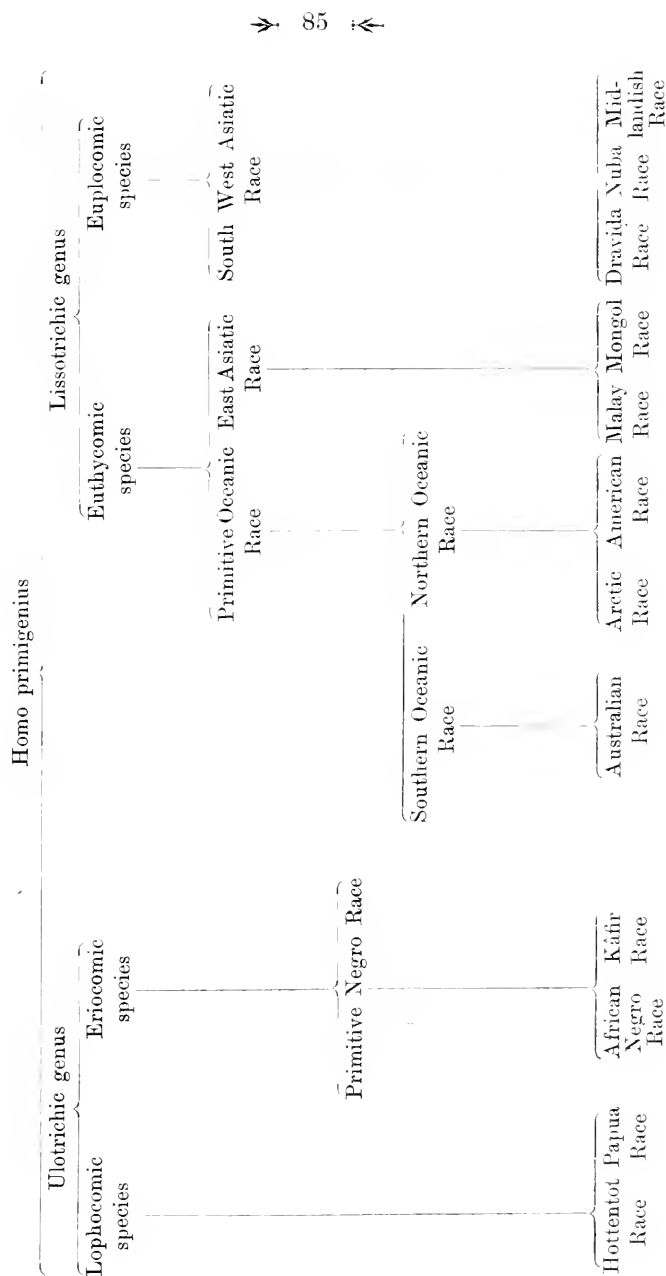 85
Homo primigenius
Ulotrichic genus
Lissotrichic genus
Lophocomic
species
Eriocomic
species
Euthycomic
species
Euplocomic
species
Primitive Oceanic
Race
East Asiatic
Race
South West Asiatic
Race
Primitive Negro Race
Southern Oceanic
Race
Northern Oceanic
Race
Hottentot
Race
Papua
Race
African
Negro
Race
Káfir
Race
Australian
Race
Arctic
Race
American
Race
Malay
Race
Mongol
Race
Dravida
Race
Nuba
Race
Mid-
landish
Race